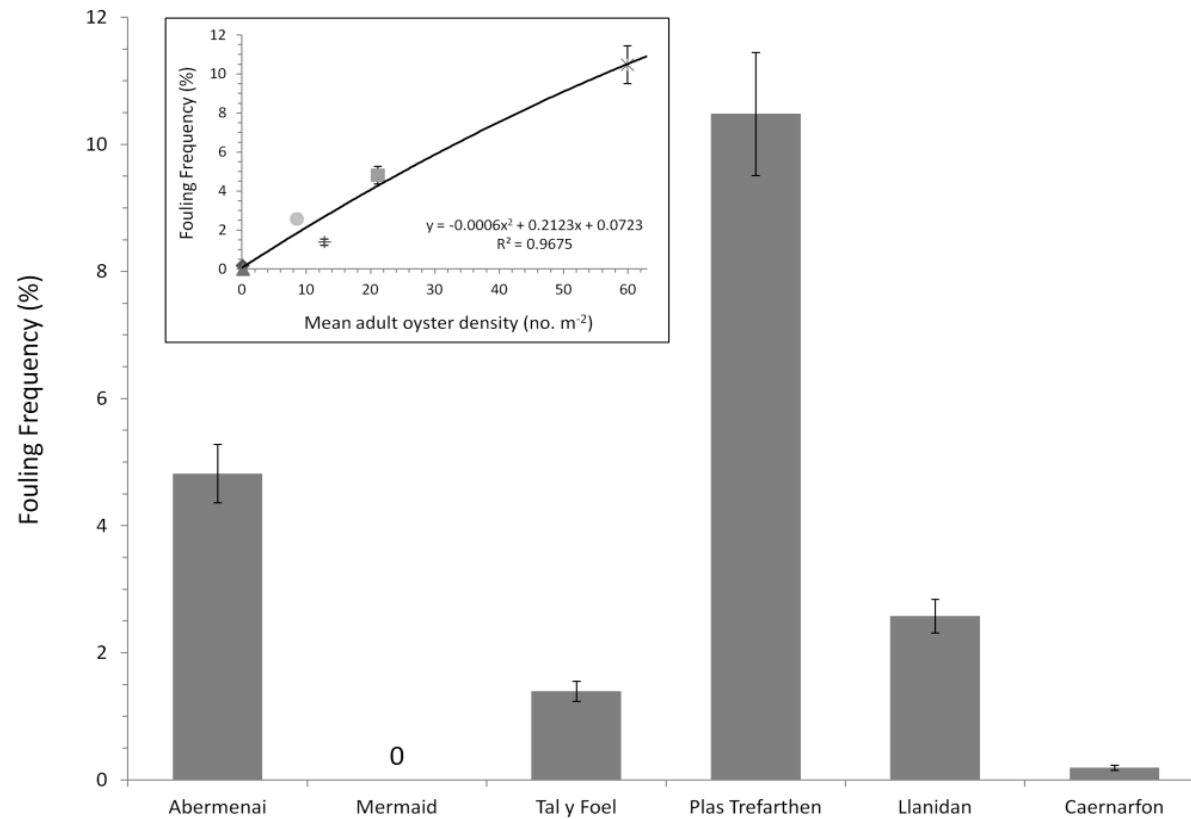 Fouling Frequency (%)
12
10
8
6
4
2
0
Fouling Frequency (%)
12
10
8
6
4
2
0
0 10 20 30 40 50 60
Mean adult oyster density (no. m⁻²)
y = -0.0006x² + 0.2123x + 0.0723
R² = 0.9675
0
Abermenai Mermaid Tal y Foel Plas Trefarthen Llanidan Caernarfon